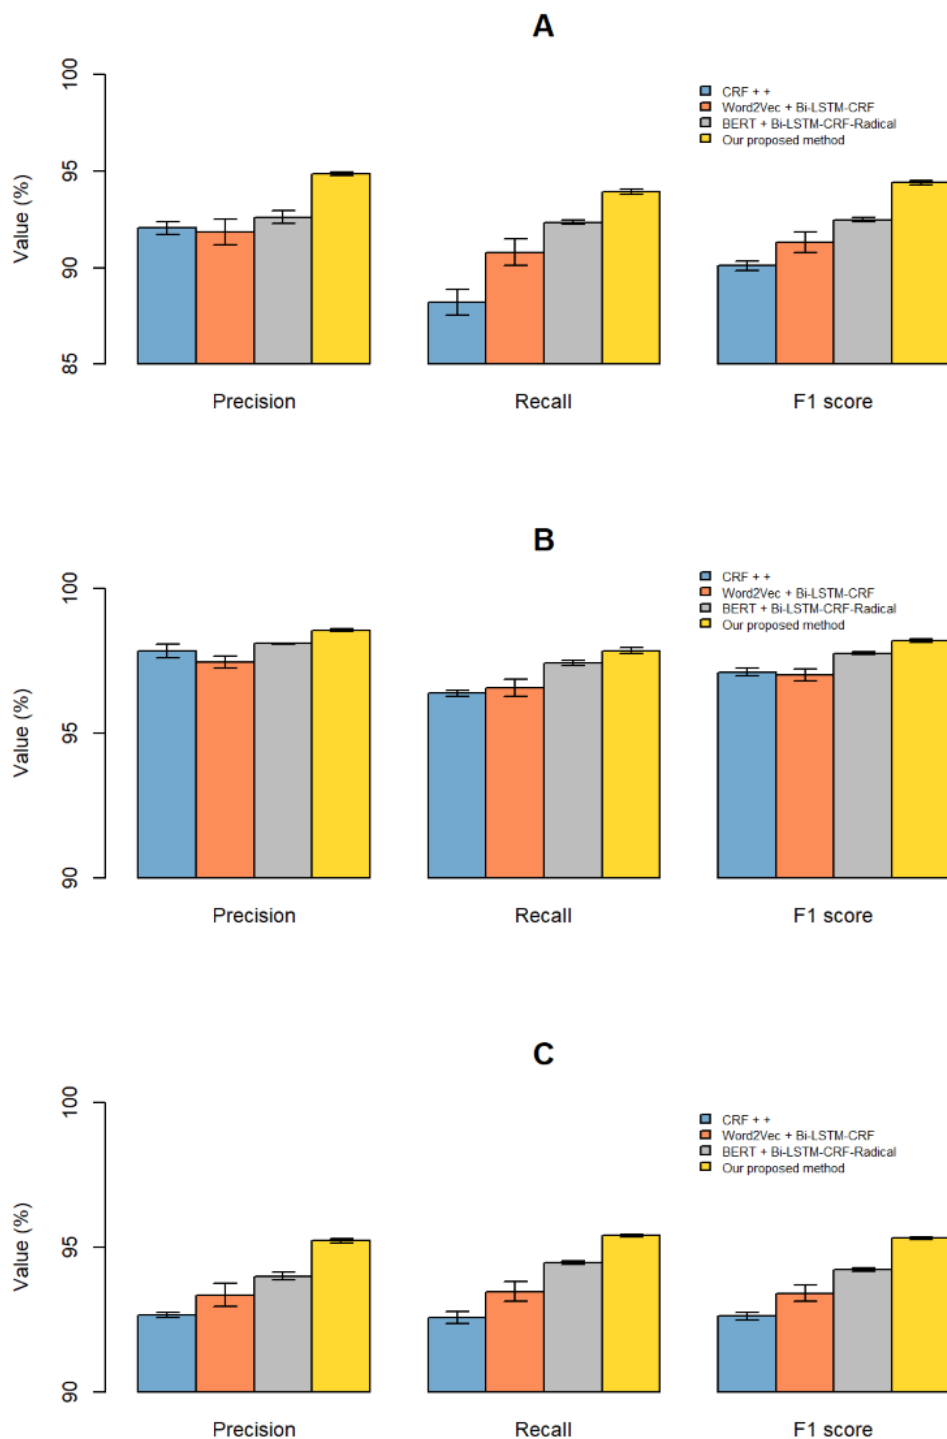 A
Value (%)
100
95
90
85
CRF + +
Word2Vec + Bi-LSTM-CRF
BERT + Bi-LSTM-CRF-Radical
Our proposed method
Precision
Recall
F1 score
B
Value (%)
100
95
90
CRF + +
Word2Vec + Bi-LSTM-CRF
BERT + Bi-LSTM-CRF-Radical
Our proposed method
Precision
Recall
F1 score
C
Value (%)
100
95
90
CRF + +
Word2Vec + Bi-LSTM-CRF
BERT + Bi-LSTM-CRF-Radical
Our proposed method
Precision
Recall
F1 score